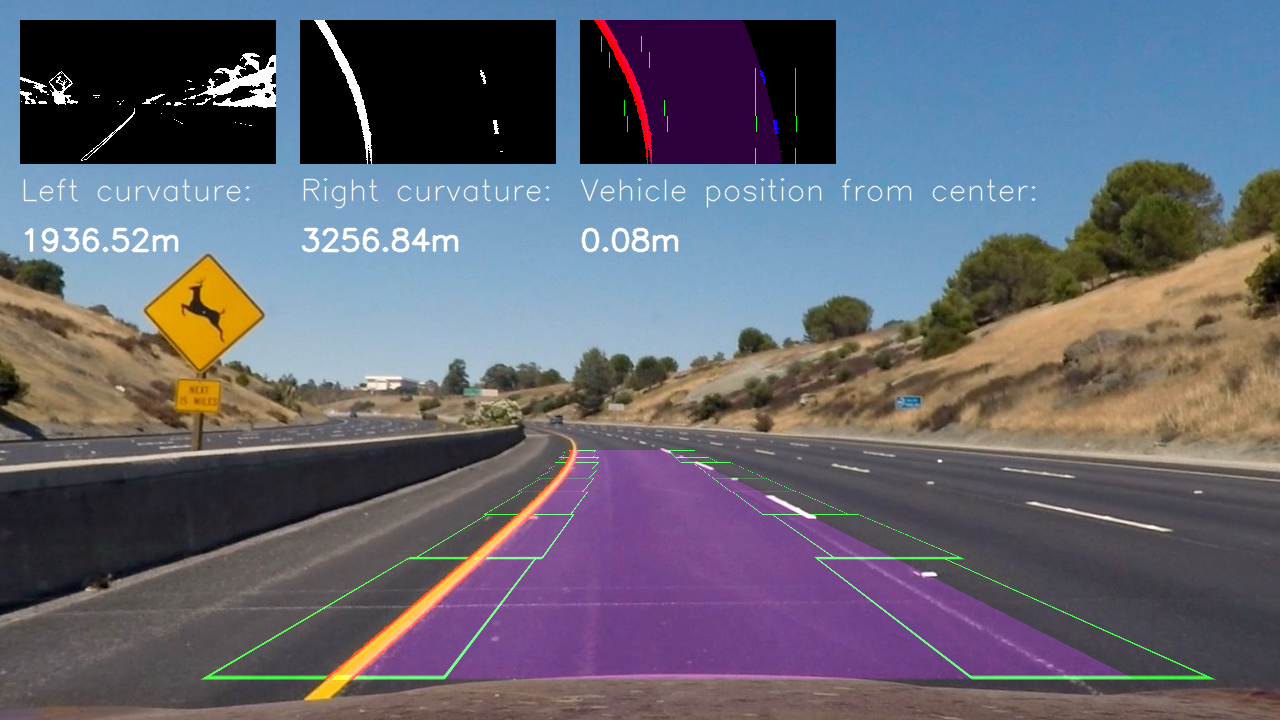 Left curvature: Right curvature: Vehicle position from center:
1936.52m 3256.84m 0.08m
NEXT
15 MILES